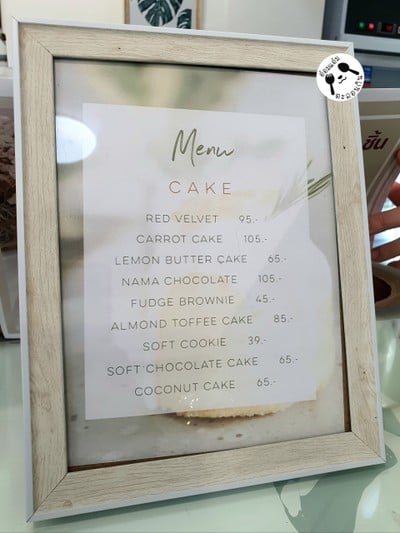 Menu
CAKE
RED VELVET 95.-
CARROT CAKE 105.-
LEMON BUTTER CAKE 65.-
NAMA CHOCOLATE 105.-
FUDGE BROWNIE 45.-
ALMOND TOFFEE CAKE 85.-
SOFT COOKIE 39.-
SOFT CHOCOLATE CAKE 65.-
COCONUT CAKE 65.-